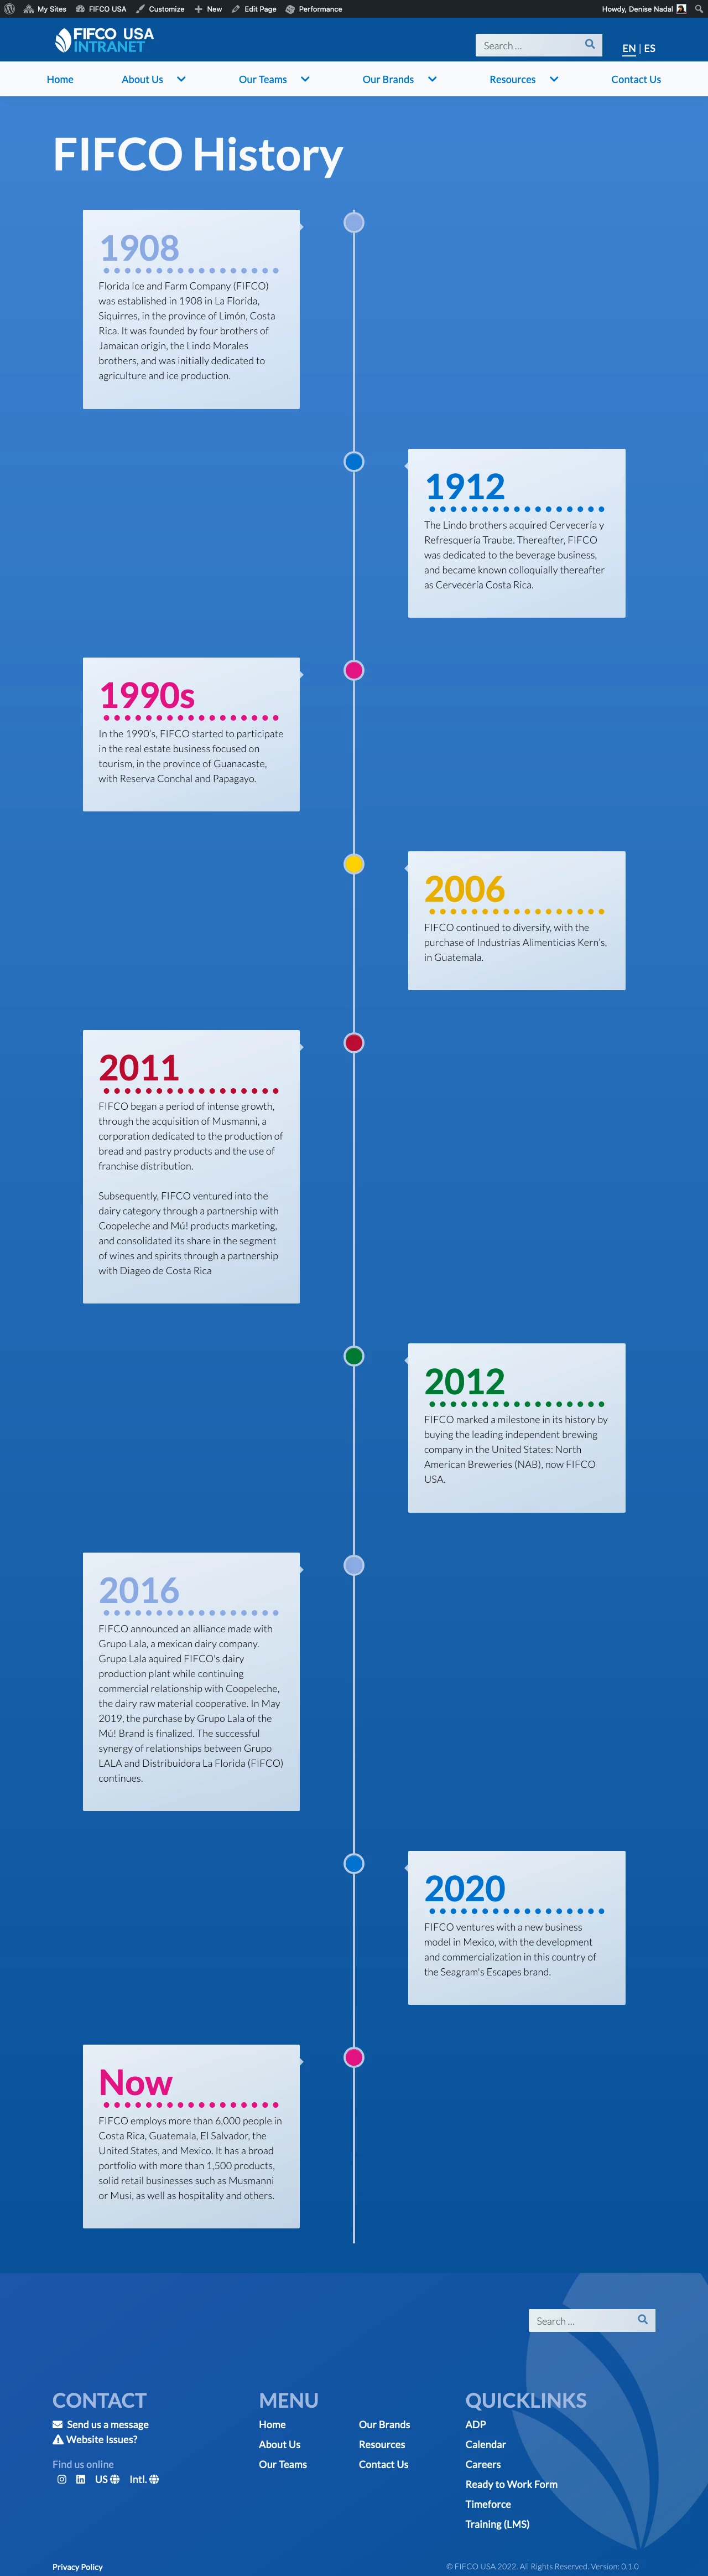 My Sites FIFCO USA Customize New Edit Page Performance Howdy, Denise Nadal
FIFCO USA
INTRANET
Search ...
EN | ES
Home About Us Our Teams Our Brands Resources Contact Us
FIFCO History
1908
Florida Ice and Farm Company (FIFCO)
was established in 1908 in La Florida,
Siquirres, in the province of Limón, Costa
Rica. It was founded by four brothers of
Jamaican origin, the Lindo Morales
brothers, and was initially dedicated to
agriculture and ice production.
1912
The Lindo brothers acquired Cervecería y
Refresquería Traube. Thereafter, FIFCO
was dedicated to the beverage business,
and became known colloquially thereafter
as Cervecería Costa Rica.
1990s
In the 1990's, FIFCO started to participate
in the real estate business focused on
tourism, in the province of Guanacaste,
with Reserva Conchal and Papagayo.
2006
FIFCO continued to diversify, with the
purchase of Industrias Alimenticias Kern's,
in Guatemala.
2011
FIFCO began a period of intense growth,
through the acquisition of Musmanni, a
corporation dedicated to the production of
bread and pastry products and the use of
franchise distribution.
Subsequently, FIFCO ventured into the
dairy category through a partnership with
Coopeleche and Mú! products marketing,
and consolidated its share in the segment
of wines and spirits through a partnership
with Diageo de Costa Rica
2012
FIFCO marked a milestone in its history by
buying the leading independent brewing
company in the United States: North
American Breweries (NAB), now FIFCO
USA.
2016
FIFCO announced an alliance made with
Grupo Lala, a mexican dairy company.
Grupo Lala aquired FIFCO's dairy
production plant while continuing
commercial relationship with Coopeleche,
the dairy raw material cooperative. In May
2019, the purchase by Grupo Lala of the
Mú! Brand is finalized. The successful
synergy of relationships between Grupo
LALA and Distribuidora La Florida (FIFCO)
continues.
2020
FIFCO ventures with a new business
model in Mexico, with the development
and commercialization in this country of
the Seagram's Escapes brand.
Now
FIFCO employs more than 6,000 people in
Costa Rica, Guatemala, El Salvador, the
United States, and Mexico. It has a broad
portfolio with more than 1,500 products,
solid retail businesses such as Musmanni
or Musi, as well as hospitality and others.
Search ...
CONTACT
Send us a message
Website Issues?
Find us online
US Intl.
MENU
Home
About Us
Our Teams
Our Brands
Resources
Contact Us
QUICKLINKS
ADP
Calendar
Careers
Ready to Work Form
Timeforce
Training (LMS)
Privacy Policy
© FIFCO USA 2022. All Rights Reserved. Version: 0.1.0